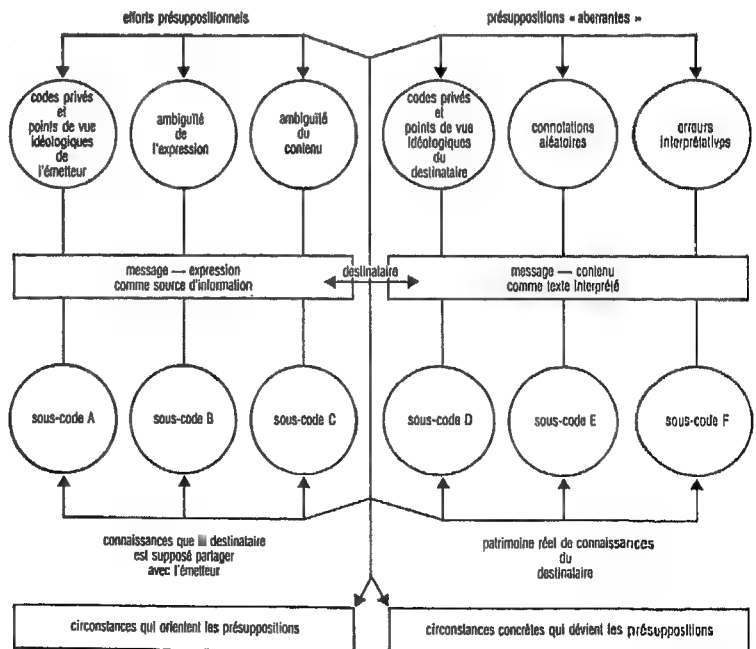 efforts présuppositionnels
présuppositions « aberrantes »
codes privés
et
points de vue
idéologiques
de
l'émetteur
ambiguïté
de
l'expression
ambiguïté
du
contenu
codes privés
et
points de vue
idéologiques
du
destinataire
connotations
aléatoires
erreurs
interprétatives
message — expression
comme source d'information
destinataire
message — contenu
comme texte interprété
sous-code A
sous-code B
sous-code C
sous-code D
sous-code E
sous-code F
connaissances que destinataire
est supposé partager
avec l'émetteur
patrimoine réel de connaissances
du
destinataire
circonstances qui orientent les présuppositions
circonstances concrètes qui dévient les présuppositions